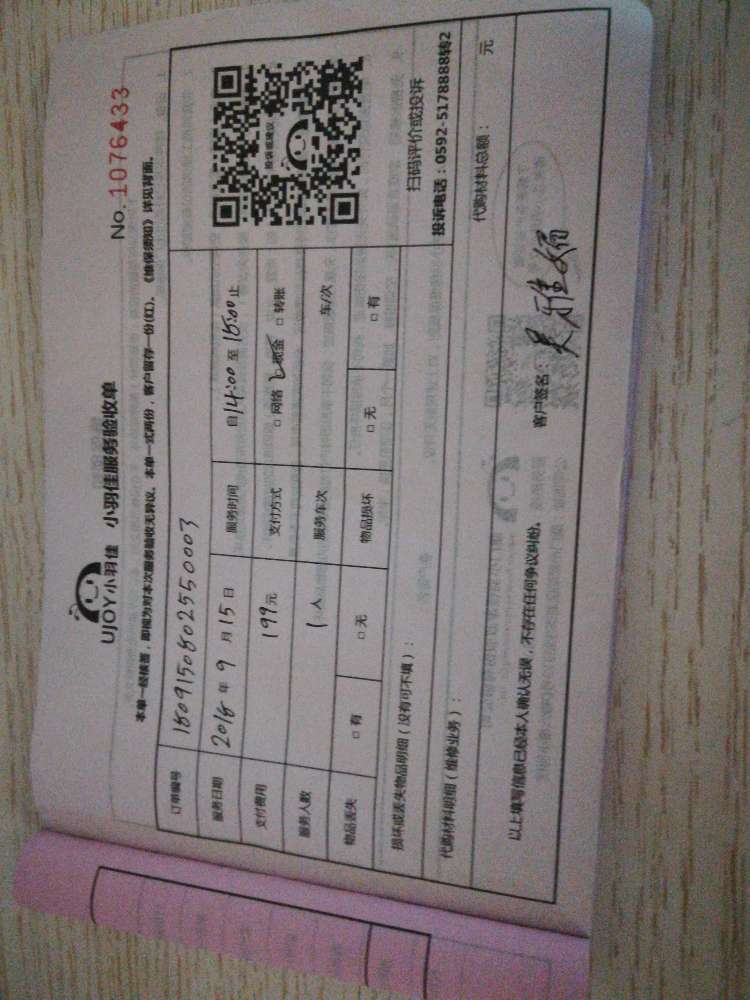 UJOY小羽佳 小羽佳服务验收单
No. 1076433
本单一经核签，即视为对本次服务验收无异议。本单一式两份，客户留存一份(红)。《维保须知》详见背面。
订单编号 1809150802550003
服务日期 2018年9月15日 服务时间 自14:00至18:00止
支付费用 199元 支付方式 □网络 □现金 □转账
服务人数 1人 服务车次 车/次
物品丢失 □有 □无 物品损坏 □无 □有
投诉或建议
扫码评价或投诉
投诉电话：0592-5178888转2
损坏或丢失物品明细（没有可不填）：
代购材料明细（维修业务）： 代购材料总额： 元
以上填写信息已经本人确认无误，不存在任何争议纠纷。 客户签名：